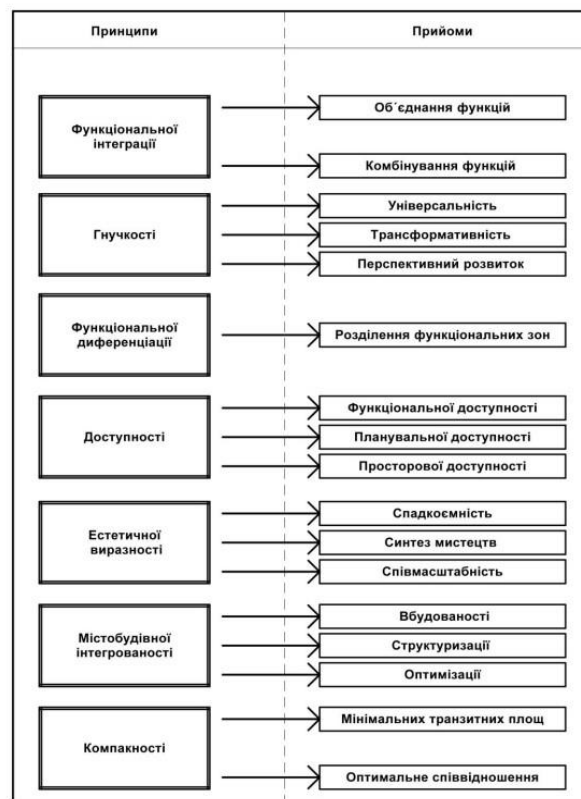 Принципи
Прийоми
Функціональної
інтеграції
Об´єднання функцій
Комбінування функцій
Гнучкості
Універсальність
Трансформативність
Перспективний розвиток
Функціональної
диференціації
Розділення функціональних зон
Доступності
Функціональної доступності
Планувальної доступності
Просторової доступності
Естетичної
виразності
Спадкоємність
Синтез мистецтв
Співмасштабність
Містобудівної
інтегрованості
Вбудованості
Структуризації
Оптимізації
Компакності
Мінімальних транзитних площ
Оптимальне співвідношення